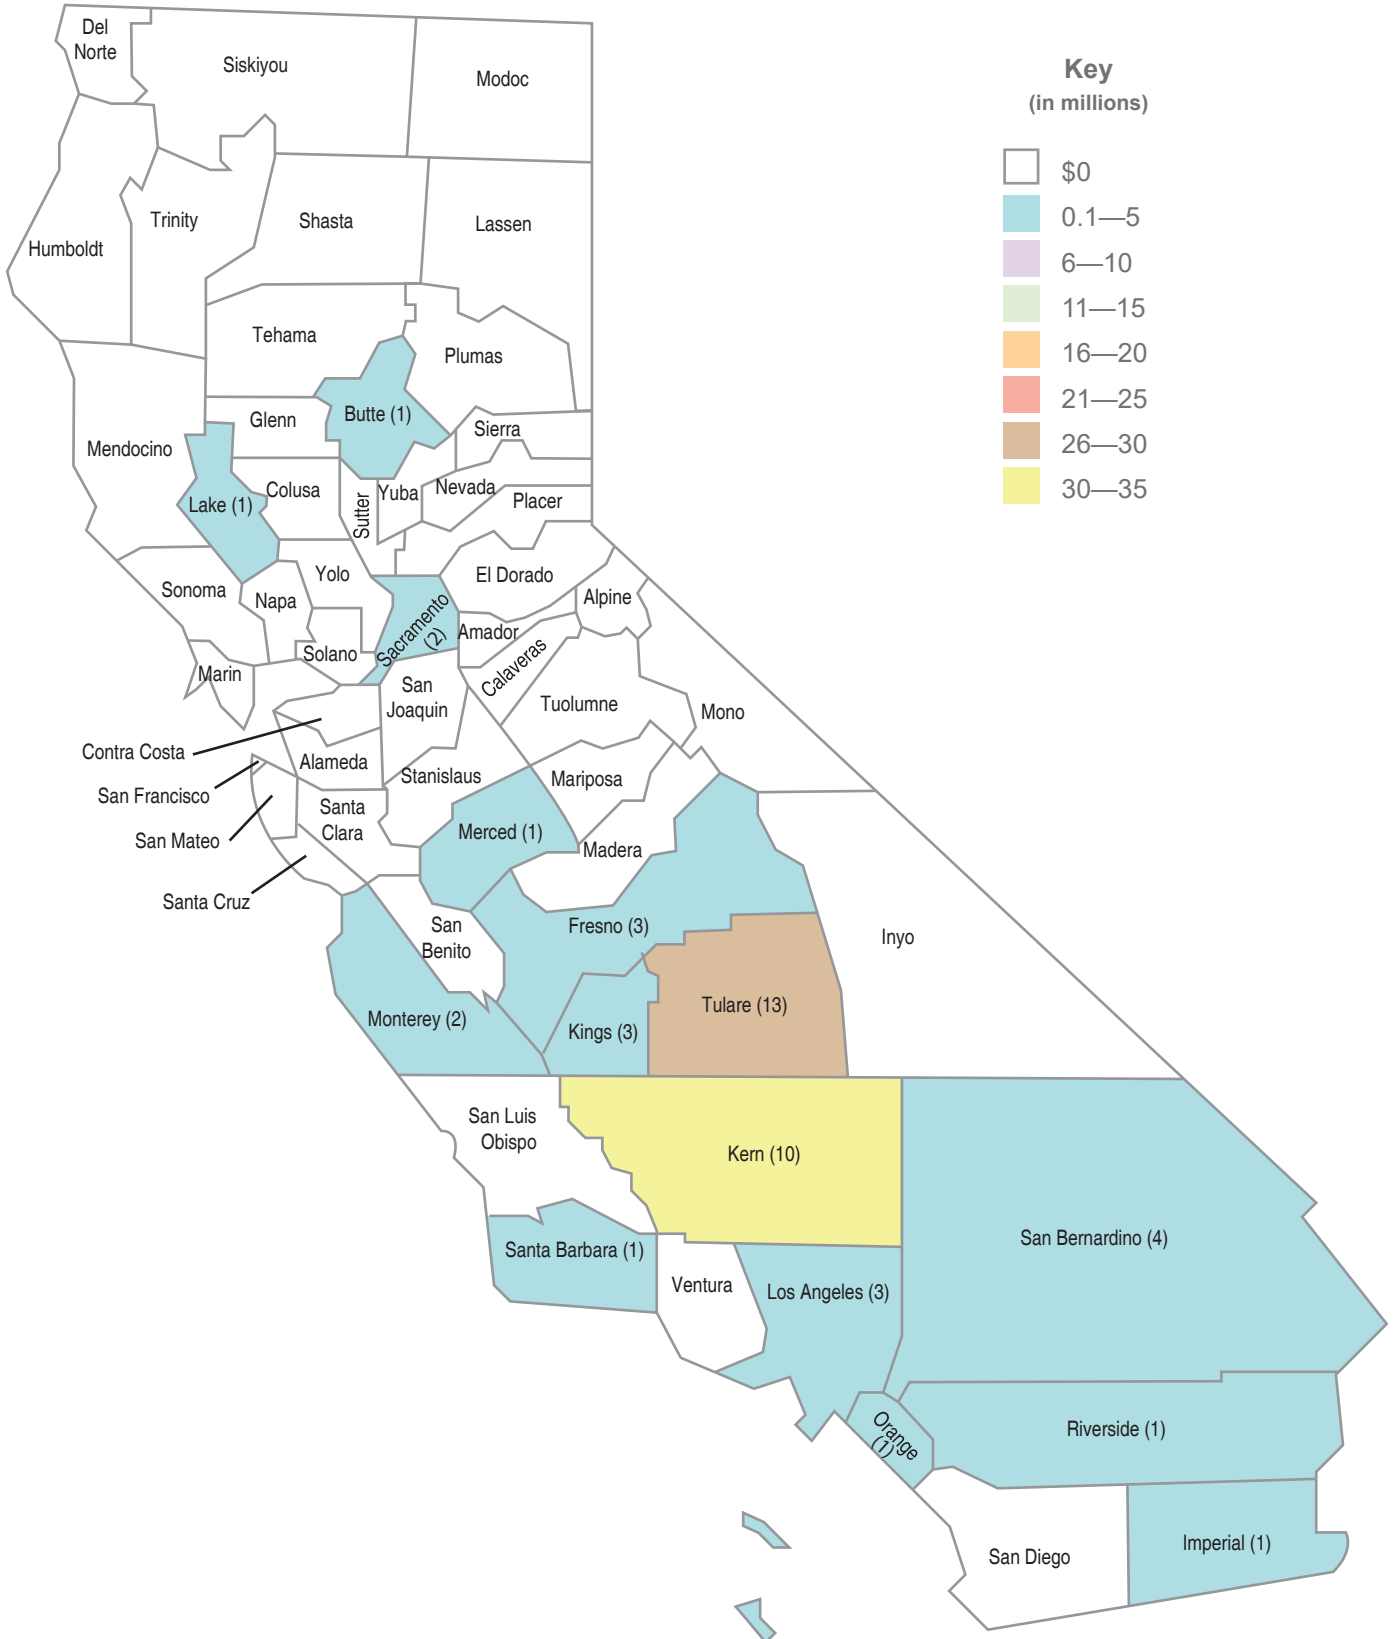 Del
Norte
Siskiyou
Modoc
Key
(in millions)
$0
0.1—5
6—10
11—15
16—20
21—25
26—30
30—35
Humboldt
Trinity
Shasta
Lassen
Tehama
Plumas
Mendocino
Glenn
Butte (1)
Sierra
Lake (1)
Colusa
Sutter
Yuba
Nevada
Placer
Sonoma
Napa
Yolo
El Dorado
Alpine
Sacramento
(2)
Amador
Calaveras
Marin
Solano
San
Joaquin
Tuolumne
Mono
Contra Costa
Alameda
Stanislaus
Mariposa
San Francisco
San Mateo
Santa
Clara
Merced (1)
Madera
Santa Cruz
San
Benito
Fresno (3)
Inyo
Monterey (2)
Kings (3)
Tulare (13)
San Luis
Obispo
Kern (10)
Santa Barbara (1)
Ventura
Los Angeles (3)
San Bernardino (4)
Orange
(1)
Riverside (1)
San Diego
Imperial (1)